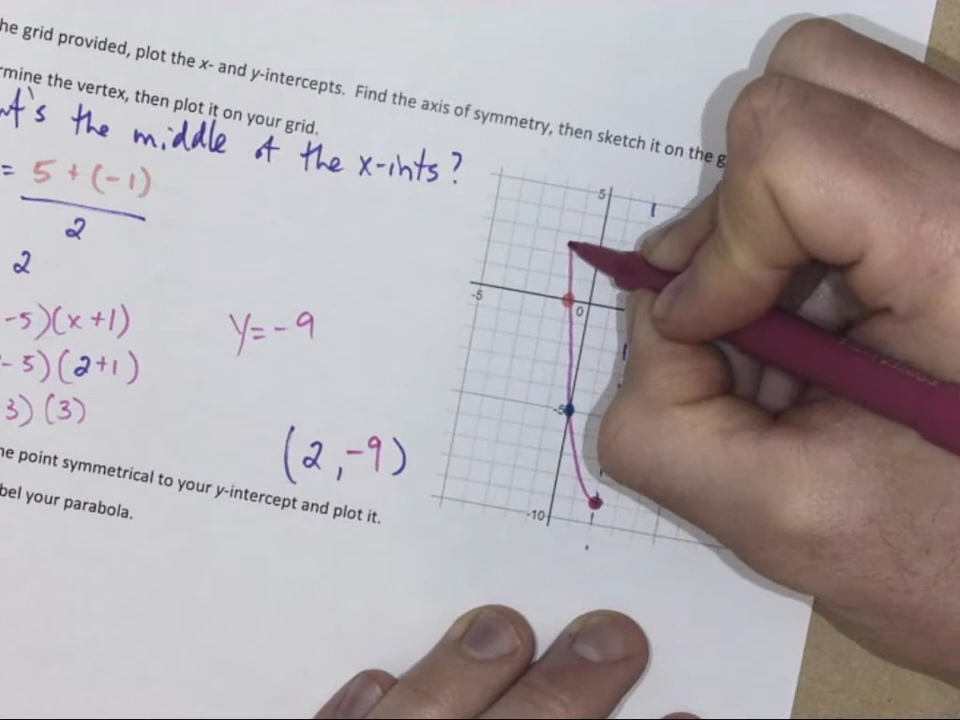 he grid provided, plot the x- and y-intercepts. Find the axis of symmetry, then sketch it on the g
rmine the vertex, then plot it on your grid.
t's the middle of the x-ints?
= 5 + (-1)
2
2
-5)(x+1)
-5)(2+1)
3)(3)
y=-9
(2,-9)
5
-5
0
-5
-10
ne point symmetrical to your y-intercept and plot it.
bel your parabola.